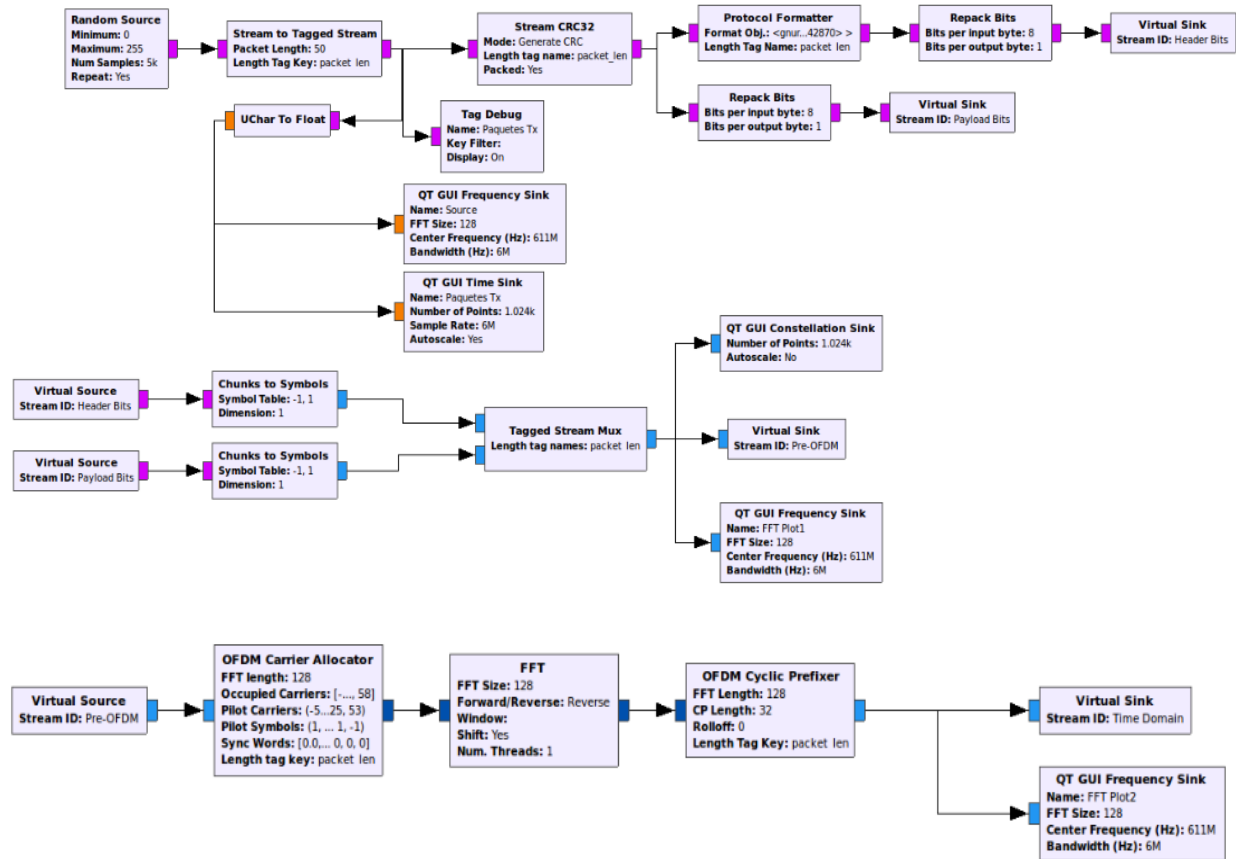 Random Source
Minimum: 0
Maximum: 255
Num Samples: 5k
Repeat: Yes
Stream to Tagged Stream
Packet Length: 50
Length Tag Key: packet_len
Stream CRC32
Mode: Generate CRC
Length tag name: packet_len
Packed: Yes
Protocol Formatter
Format Obj.: <gnur...42870> >
Length Tag Name: packet_len
Repack Bits
Bits per input byte: 8
Bits per output byte: 1
Virtual Sink
Stream ID: Header Bits
UChar To Float
Tag Debug
Name: Paquetes Tx
Key Filter:
Display: On
Repack Bits
Bits per input byte: 8
Bits per output byte: 1
Virtual Sink
Stream ID: Payload Bits
QT GUI Frequency Sink
Name: Source
FFT Size: 128
Center Frequency (Hz): 611M
Bandwidth (Hz): 6M
QT GUI Time Sink
Name: Paquetes Tx
Number of Points: 1.024k
Sample Rate: 6M
Autoscale: Yes
Virtual Source
Stream ID: Header Bits
Chunks to Symbols
Symbol Table: -1, 1
Dimension: 1
Virtual Source
Stream ID: Payload Bits
Chunks to Symbols
Symbol Table: -1, 1
Dimension: 1
Tagged Stream Mux
Length tag names: packet_len
QT GUI Constellation Sink
Number of Points: 1.024k
Autoscale: No
Virtual Sink
Stream ID: Pre-OFDM
QT GUI Frequency Sink
Name: FFT Plot1
FFT Size: 128
Center Frequency (Hz): 611M
Bandwidth (Hz): 6M
Virtual Source
Stream ID: Pre-OFDM
OFDM Carrier Allocator
FFT length: 128
Occupied Carriers: [-..., 58]
Pilot Carriers: (-5...25, 53)
Pilot Symbols: (1, ... 1, -1)
Sync Words: [0.0,... 0, 0, 0]
Length tag key: packet_len
FFT
FFT Size: 128
Forward/Reverse: Reverse
Window:
Shift: Yes
Num. Threads: 1
OFDM Cyclic Prefixer
FFT Length: 128
CP Length: 32
Rolloff: 0
Length Tag Key: packet_len
Virtual Sink
Stream ID: Time Domain
QT GUI Frequency Sink
Name: FFT Plot2
FFT Size: 128
Center Frequency (Hz): 611M
Bandwidth (Hz): 6M